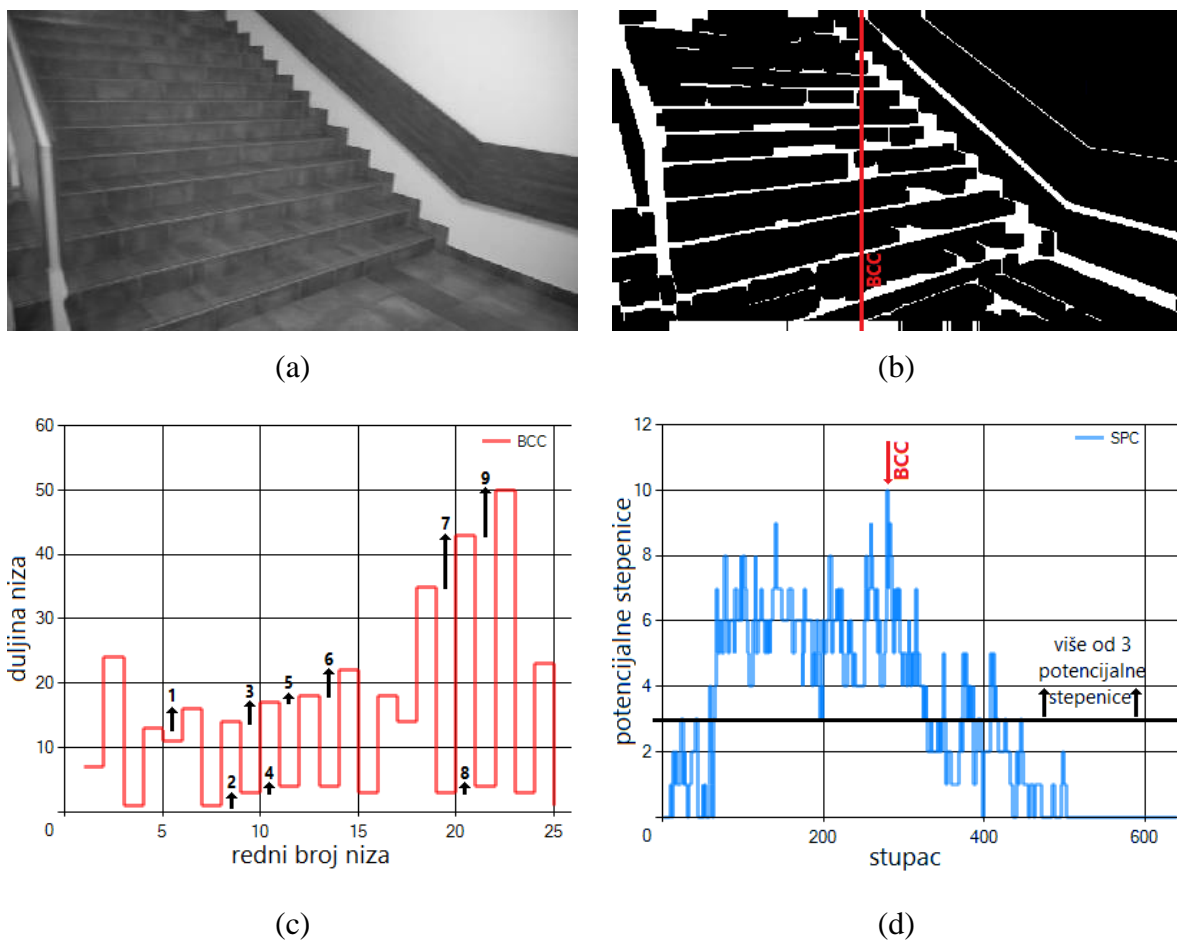 BCC
(a)
(b)
60
50
40
30
20
10
0
5
10
15
20
25
BCC
1
2
3
4
5
6
7
8
9
duljina niza
redni broj niza
12
10
8
6
4
2
0
200
400
600
SPC
BCC
više od 3
potencijalne
stepenice
potencijalne stepenice
stupac
(c)
(d)